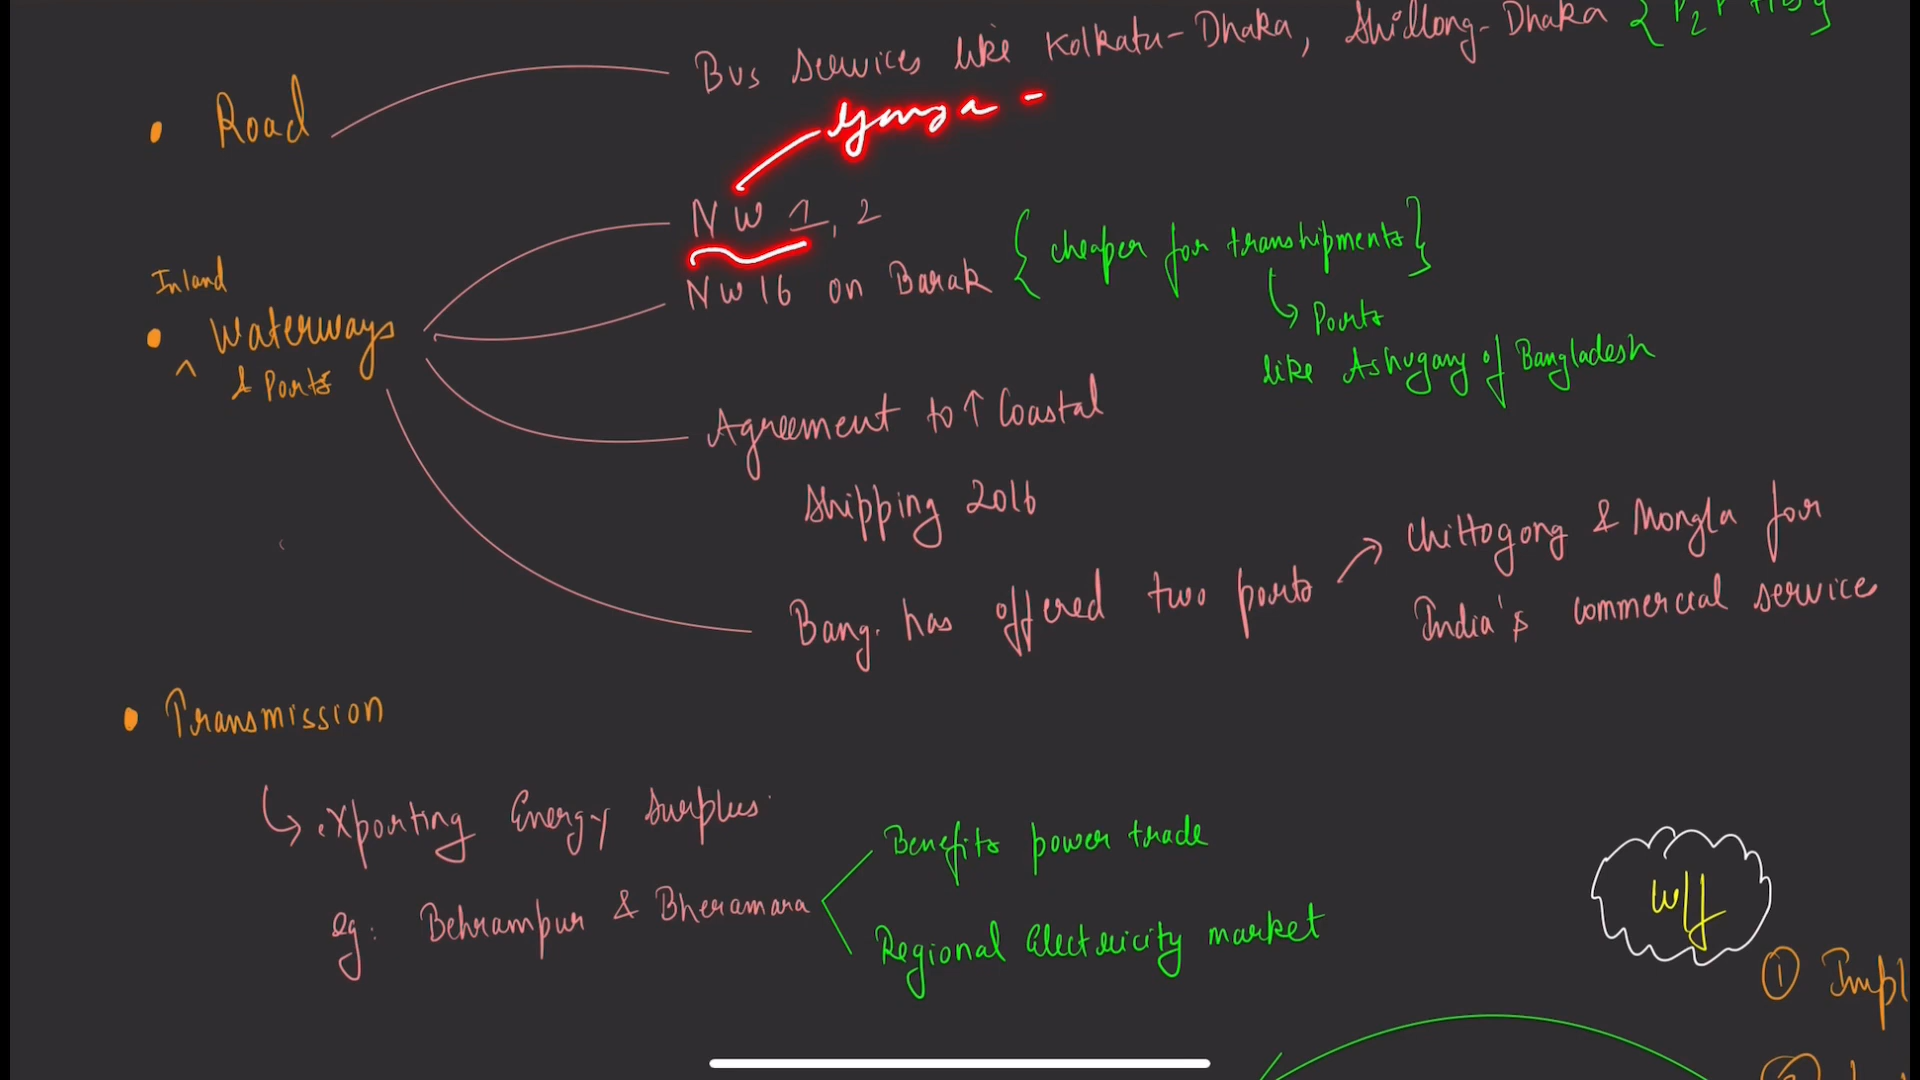 Bus services like Kolkata-Dhaka, Shillong-Dhaka
• Road
Ganga -
NW 1, 2
NW 16 on Barak { cheaper for transhipments }
Inland
• Waterways
^ & Ports
↳ Ports
like Ashuganj of Bangladesh
Agreement to ↑ Coastal
Shipping 2016
Bang. has offered two ports → Chittogong & Mongla for
India's commercial service
• Transmission
↳ exporting Energy surplus
eg: Behrampur & Bheramara
Benefits power trade
Regional Electricity market
① Impl